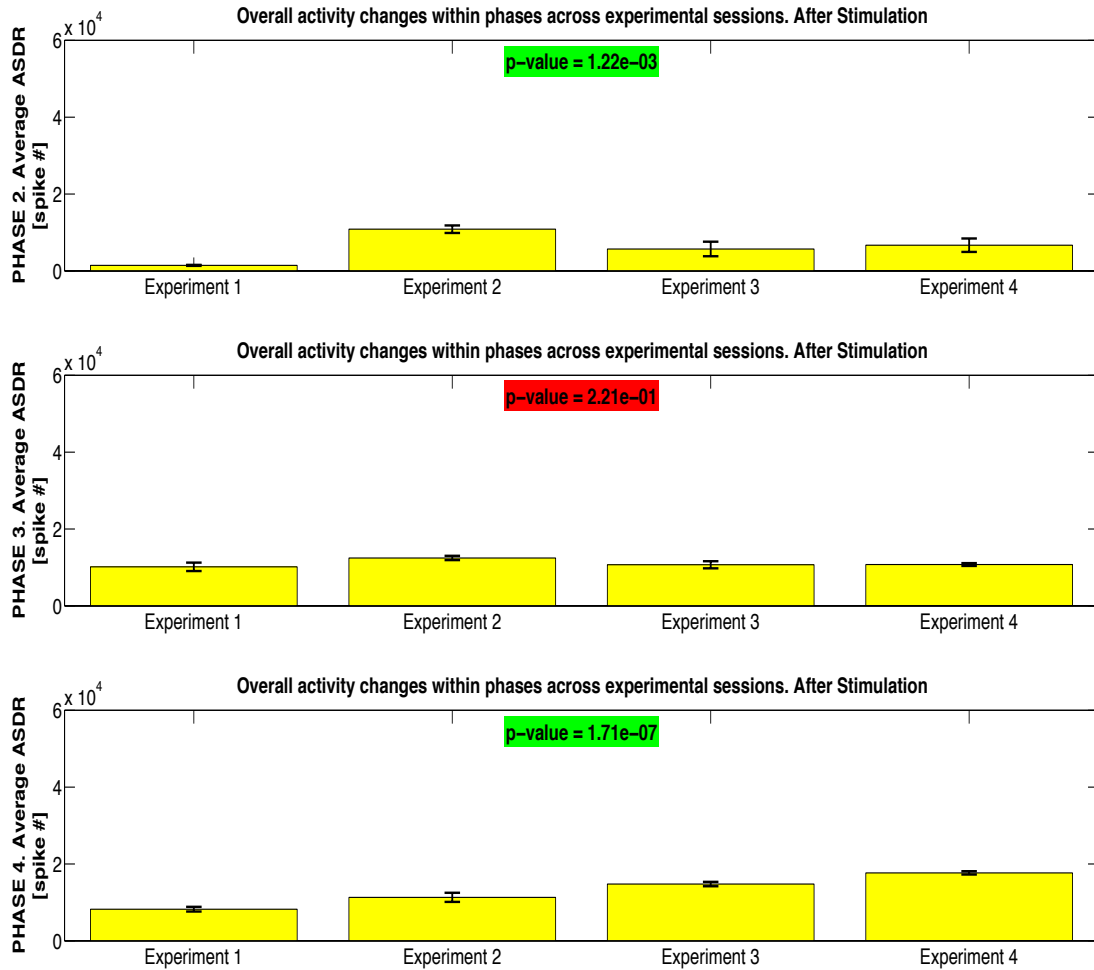 Overall activity changes within phases across experimental sessions. After Stimulation
x 10^4
p-value = 1.22e-03
PHASE 2. Average ASDR
[spike #]
6
4
2
0
Experiment 1 Experiment 2 Experiment 3 Experiment 4
Overall activity changes within phases across experimental sessions. After Stimulation
x 10^4
p-value = 2.21e-01
PHASE 3. Average ASDR
[spike #]
6
4
2
0
Experiment 1 Experiment 2 Experiment 3 Experiment 4
Overall activity changes within phases across experimental sessions. After Stimulation
x 10^4
p-value = 1.71e-07
PHASE 4. Average ASDR
[spike #]
6
4
2
0
Experiment 1 Experiment 2 Experiment 3 Experiment 4